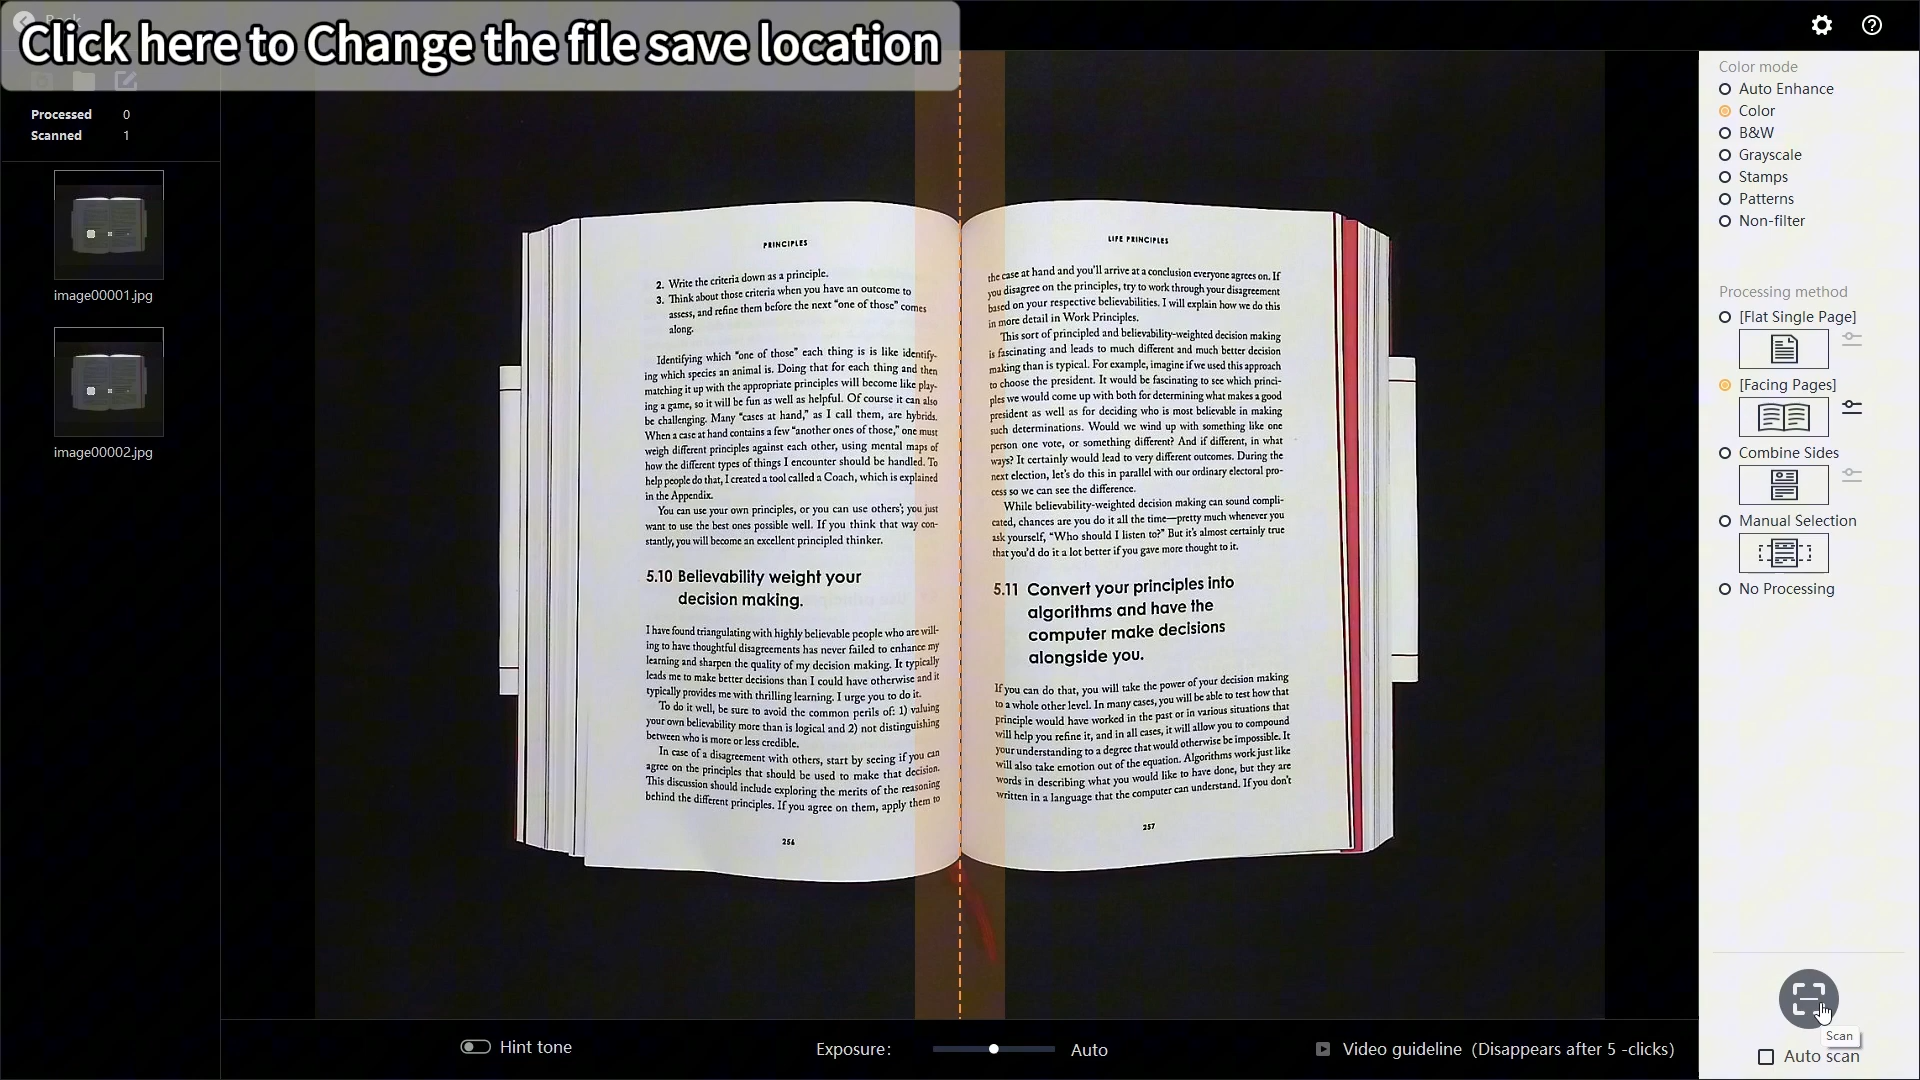 Click here to Change the file save location
Processed 0
Scanned 1
image00001.jpg
image00002.jpg
PRINCIPLES
2. Write the criteria down as a principle.
3. Think about those criteria when you have an outcome to
assess, and refine them before the next "one of those" comes
along.
Identifying which "one of those" each thing is is like identify-
ing which species an animal is. Doing that for each thing and then
matching it up with the appropriate principles will become like play-
ing a game, so it will be fun as well as helpful. Of course it can also
be challenging. Many "cases at hand," as I call them, are hybrids.
When a case at hand contains a few "another ones of those," one must
weigh different principles against each other, using mental maps of
how the different types of things I encounter should be handled. To
help people do that, I created a tool called a Coach, which is explained
in the Appendix.
You can use your own principles, or you can use others'; you just
want to use the best ones possible well. If you think that way con-
stantly, you will become an excellent principled thinker.
5.10 Believability weight your
decision making.
I have found triangulating with highly believable people who are will-
ing to have thoughtful disagreements has never failed to enhance my
learning and sharpen the quality of my decision making. It typically
leads me to make better decisions than I could have otherwise and it
typically provides me with thrilling learning. I urge you to do it.
To do it well, be sure to avoid the common perils of: 1) valuing
your own believability more than is logical and 2) not distinguishing
between who is more or less credible.
In case of a disagreement with others, start by seeing if you can
agree on the principles that should be used to make that decision.
This discussion should include exploring the merits of the reasoning
behind the different principles. If you agree on them, apply them to
256
LIFE PRINCIPLES
the case at hand and you'll arrive at a conclusion everyone agrees on. If
you disagree on the principles, try to work through your disagreement
based on your respective believabilities. I will explain how we do this
in more detail in Work Principles.
This sort of principled and believability-weighted decision making
is fascinating and leads to much different and much better decision
making than is typical. For example, imagine if we used this approach
to choose the president. It would be fascinating to see which princi-
ples we would come up with both for determining what makes a good
president as well as for deciding who is most believable in making
such determinations. Would we wind up with something like one
person one vote, or something different? And if different, in what
ways? It certainly would lead to very different outcomes. During the
next election, let's do this in parallel with our ordinary electoral pro-
cess so we can see the difference.
While believability-weighted decision making can sound compli-
cated, chances are you do it all the time—pretty much whenever you
ask yourself, "Who should I listen to?" But it's almost certainly true
that you'd do it a lot better if you gave more thought to it.
5.11 Convert your principles into
algorithms and have the
computer make decisions
alongside you.
If you can do that, you will take the power of your decision making
to a whole other level. In many cases, you will be able to test how that
principle would have worked in the past or in various situations that
will help you refine it, and in all cases, it will allow you to compound
your understanding to a degree that would otherwise be impossible. It
will also take emotion out of the equation. Algorithms work just like
words in describing what you would like to have done, but they are
written in a language that the computer can understand. If you don't
257
Color mode
Auto Enhance
Color
B&W
Grayscale
Stamps
Patterns
Non-filter
Processing method
[Flat Single Page]
[Facing Pages]
Combine Sides
Manual Selection
No Processing
Scan
Auto scan
Hint tone
Exposure:
Auto
Video guideline (Disappears after 5 -clicks)